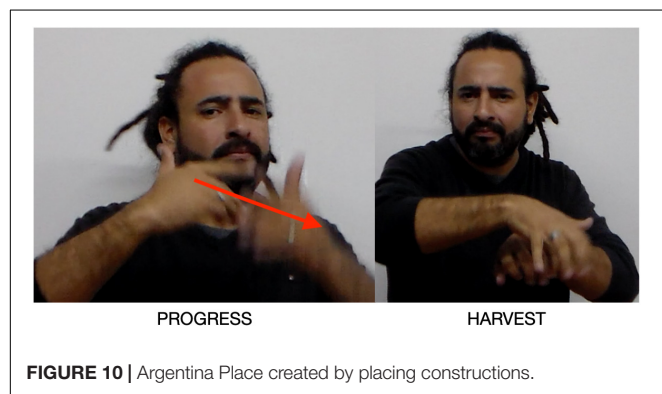 PROGRESS HARVEST
FIGURE 10 | Argentina Place created by placing constructions.